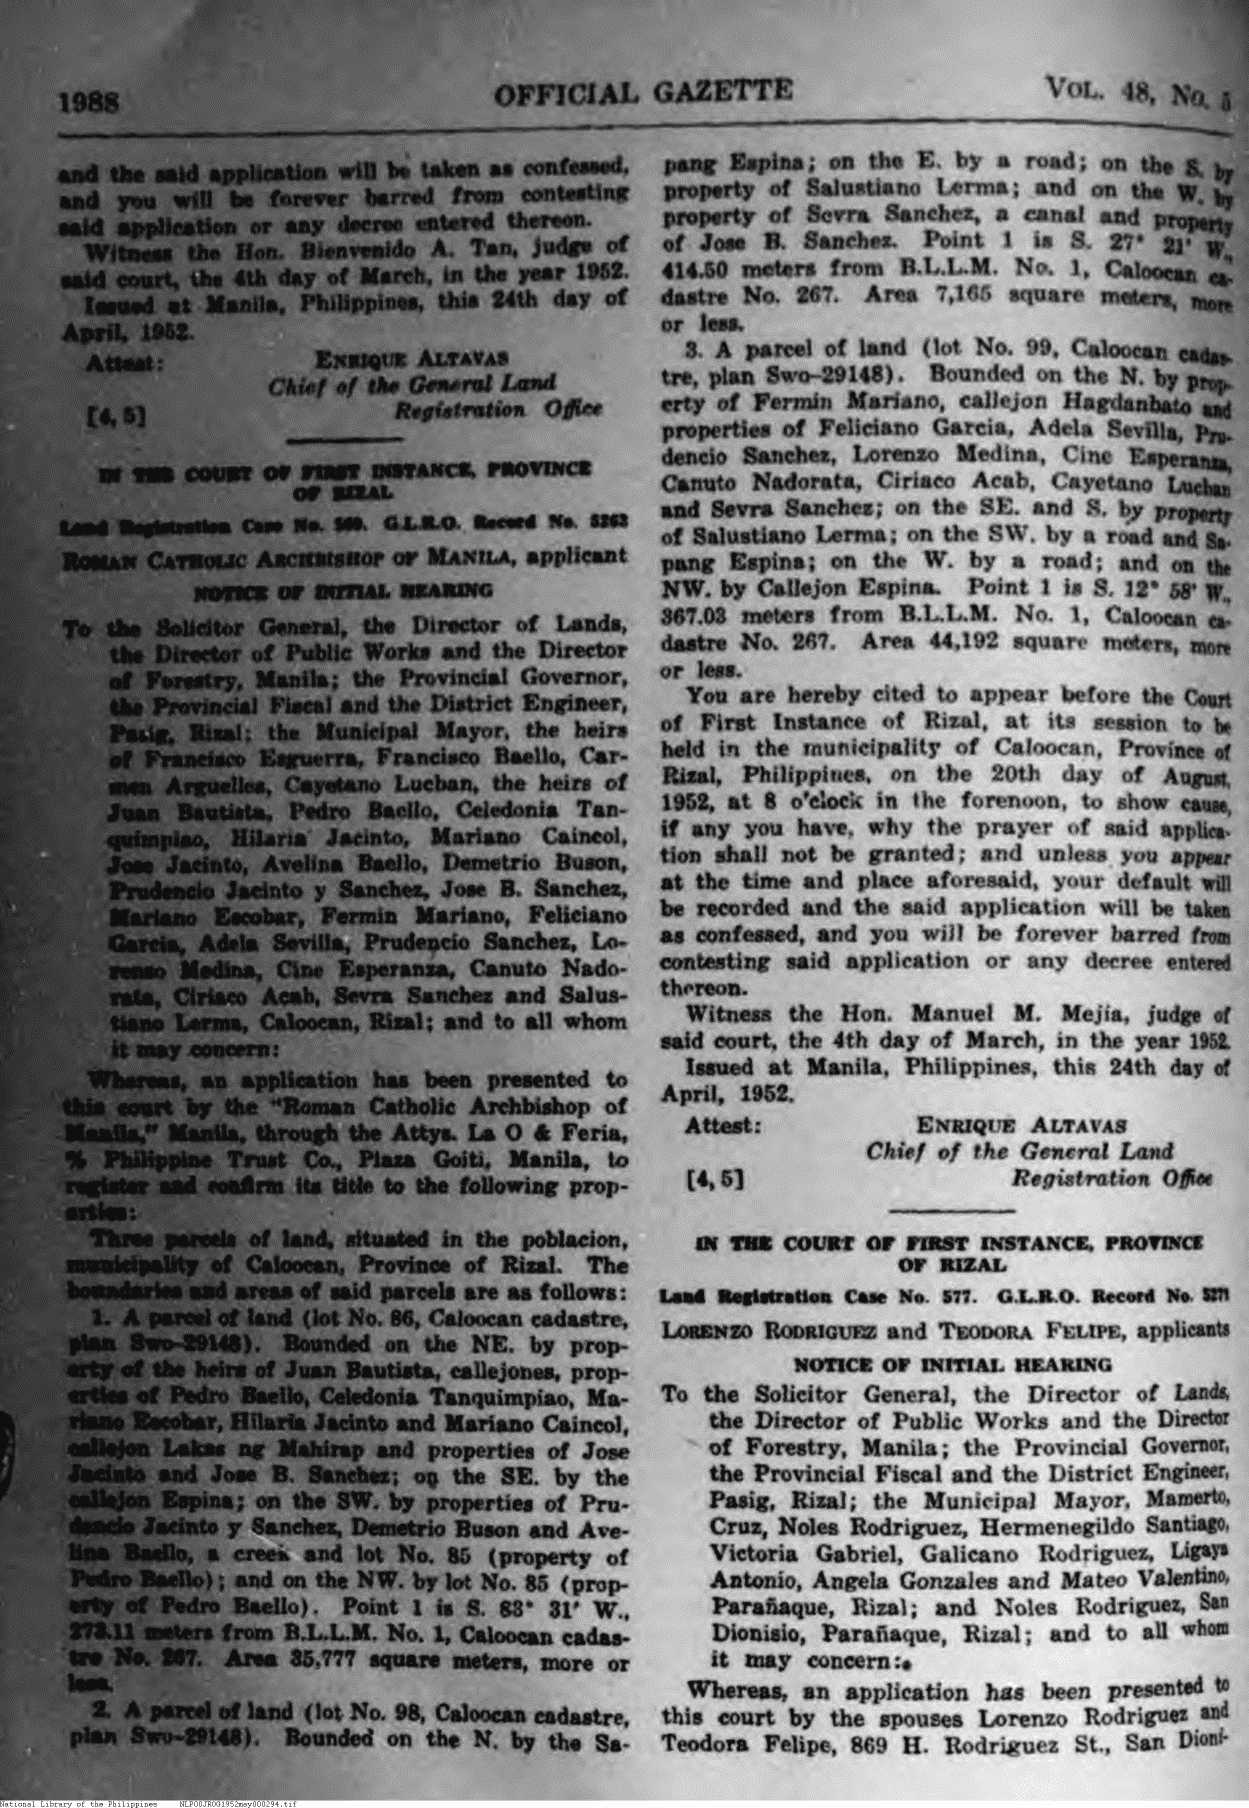 1988
OFFICIAL GAZETTE
VOL. 48, No. 5
and the said application will be taken as confessed,
and you will be forever barred from contesting
said application or any decree entered thereon.
Witness the Hon. Bienvenido A. Tan, judge of
said court, the 4th day of March, in the year 1952.
Issued at Manila, Philippines, this 24th day of
April, 1952.
Attest:
ENRIQUE ALTAVAS
Chief of the General Land
[4, 5]
Registration Office
IN THE COURT OF FIRST INSTANCE, PROVINCE
OF RIZAL
Land Registration Case No. 569. G.L.R.O. Record No. 5263
ROMAN CATHOLIC ARCHBISHOP OF MANILA, applicant
NOTICE OF INITIAL HEARING
To the Solicitor General, the Director of Lands,
the Director of Public Works and the Director
of Forestry, Manila; the Provincial Governor,
the Provincial Fiscal and the District Engineer,
Pasig, Rizal; the Municipal Mayor, the heirs
of Francisco Esguerra, Francisco Baello, Car-
men Arguelles, Cayetano Lucban, the heirs of
Juan Bautista, Pedro Baello, Celedonia Tan-
quimpiao, Hilaria Jacinto, Mariano Caincol,
Jose Jacinto, Avelina Baello, Demetrio Buson,
Prudencio Jacinto y Sanchez, Jose B. Sanchez,
Mariano Escobar, Fermin Mariano, Feliciano
Garcia, Adela Sevilla, Prudencio Sanchez, Lo-
renso Medina, Cine Esperanza, Canuto Nado-
rata, Ciriaco Acab, Sevra Sanchez and Salus-
tiano Lerma, Caloocan, Rizal; and to all whom
it may concern:
Whereas, an application has been presented to
this court by the "Roman Catholic Archbishop of
Manila," Manila, through the Attys. La O & Feria,
% Philippine Trust Co., Plaza Goiti, Manila, to
register and confirm its title to the following prop-
erties:
Three parcels of land, situated in the poblacion,
municipality of Caloocan, Province of Rizal. The
boundaries and areas of said parcels are as follows:
1. A parcel of land (lot No. 86, Caloocan cadastre,
plan Swo-29148). Bounded on the NE. by prop-
erty of the heirs of Juan Bautista, callejones, prop-
erties of Pedro Baello, Celedonia Tanquimpiao, Ma-
riano Escobar, Hilaria Jacinto and Mariano Caincol,
callejon Lakas ng Mahirap and properties of Jose
Jacinto and Jose B. Sanchez; on the SE. by the
callejon Espina; on the SW. by properties of Pru-
dencio Jacinto y Sanchez, Demetrio Buson and Ave-
lina Baello, a creek and lot No. 85 (property of
Pedro Baello); and on the NW. by lot No. 85 (prop-
erty of Pedro Baello). Point 1 is S. 83° 31' W.,
273.11 meters from B.L.L.M. No. 1, Caloocan cadas-
tre No. 267. Area 35,777 square meters, more or
less.
2. A parcel of land (lot No. 98, Caloocan cadastre,
plan Swo-29148). Bounded on the N. by the Sa-
pang Espina; on the E. by a road; on the S. by
property of Salustiano Lerma; and on the W. by
property of Sevra Sanchez, a canal and property
of Jose B. Sanchez. Point 1 is S. 27° 21' W.,
414.50 meters from B.L.L.M. No. 1, Caloocan ca-
dastre No. 267. Area 7,165 square meters, more
or less.
3. A parcel of land (lot No. 99, Caloocan cadas-
tre, plan Swo-29148). Bounded on the N. by prop-
erty of Fermin Mariano, callejon Hagdanbato and
properties of Feliciano Garcia, Adela Sevilla, Pru-
dencio Sanchez, Lorenzo Medina, Cine Esperanza,
Canuto Nadorata, Ciriaco Acab, Cayetano Lucban
and Sevra Sanchez; on the SE. and S. by property
of Salustiano Lerma; on the SW. by a road and Sa-
pang Espina; on the W. by a road; and on the
NW. by Callejon Espina. Point 1 is S. 12° 58' W.,
367.03 meters from B.L.L.M. No. 1, Caloocan ca-
dastre No. 267. Area 44,192 square meters, more
or less.
You are hereby cited to appear before the Court
of First Instance of Rizal, at its session to be
held in the municipality of Caloocan, Province of
Rizal, Philippines, on the 20th day of August,
1952, at 8 o'clock in the forenoon, to show cause,
if any you have, why the prayer of said applica-
tion shall not be granted; and unless you appear
at the time and place aforesaid, your default will
be recorded and the said application will be taken
as confessed, and you will be forever barred from
contesting said application or any decree entered
thereon.
Witness the Hon. Manuel M. Mejia, judge of
said court, the 4th day of March, in the year 1952.
Issued at Manila, Philippines, this 24th day of
April, 1952.
Attest:
ENRIQUE ALTAVAS
Chief of the General Land
[4, 5]
Registration Office
IN THE COURT OF FIRST INSTANCE, PROVINCE
OF RIZAL
Land Registration Case No. 577. G.L.R.O. Record No. 5271
LORENZO RODRIGUEZ and TEODORA FELIPE, applicants
NOTICE OF INITIAL HEARING
To the Solicitor General, the Director of Lands,
the Director of Public Works and the Director
of Forestry, Manila; the Provincial Governor,
the Provincial Fiscal and the District Engineer,
Pasig, Rizal; the Municipal Mayor, Mamerto,
Cruz, Noles Rodriguez, Hermenegildo Santiago,
Victoria Gabriel, Galicano Rodriguez, Ligaya
Antonio, Angela Gonzales and Mateo Valentino,
Parañaque, Rizal; and Noles Rodriguez, San
Dionisio, Parañaque, Rizal; and to all whom
it may concern:
Whereas, an application has been presented to
this court by the spouses Lorenzo Rodriguez and
Teodora Felipe, 869 H. Rodriguez St., San Dioni-
National Library of the Philippines NLPOOJROG1952may000294.tif